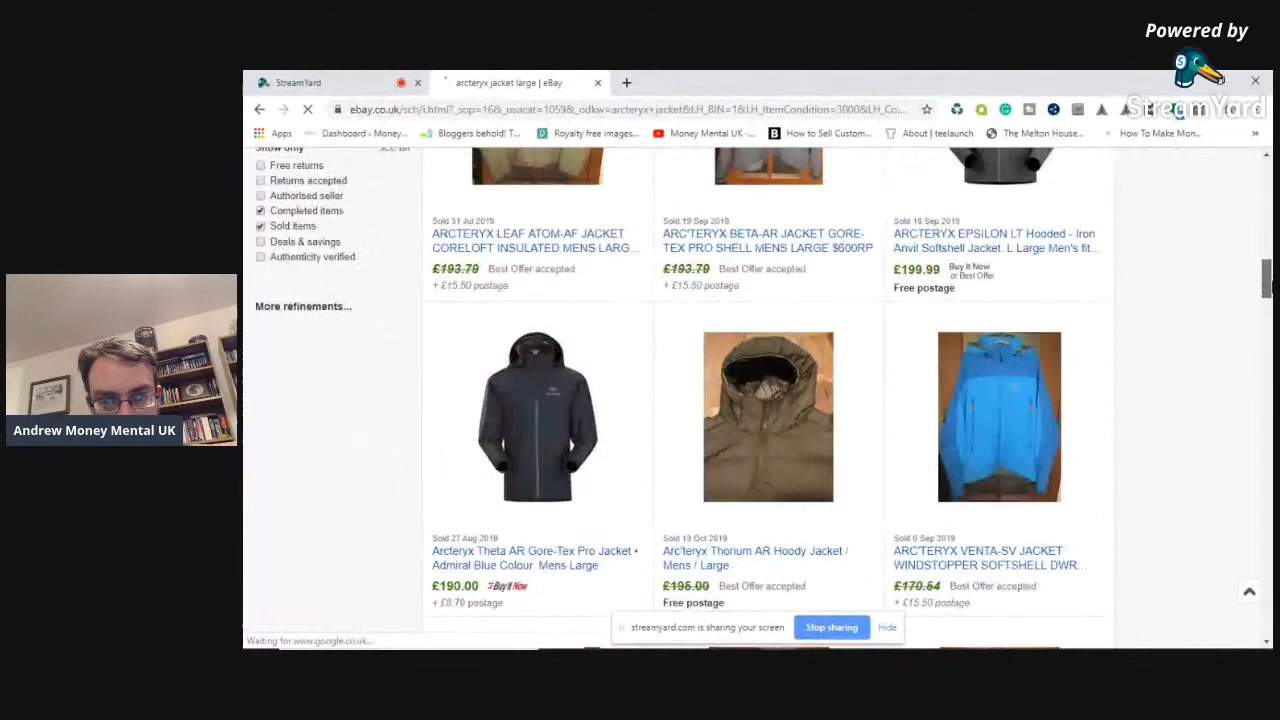 Powered by
StreamYard
StreamYard
arcteryx jacket large | eBay
ebay.co.uk/sch/i.html?_sop=16&_osacat=1059&_odkw=arcteryx+jacket&LH_BIN=1&LH_ItemCondition=3000&LH_Co...
Apps
Dashboard ‹ Money...
Bloggers behold! T...
Royalty free images...
Money Mental UK -...
How to Sell Custom...
About | teelaunch
The Melton House...
How To Make Mon...
»
Show only
see all
Free returns
Returns accepted
Authorised seller
Completed items
Sold items
Deals & savings
Authenticity verified
More refinements...
Sold 31 Jul 2019
ARCTERYX LEAF ATOM-AF JACKET
CORELOFT INSULATED MENS LARG...
£193.79 Best Offer accepted
+ £15.50 postage
Sold 19 Sep 2019
ARC'TERYX BETA-AR JACKET GORE-
TEX PRO SHELL MENS LARGE $600RP
£193.79 Best Offer accepted
+ £15.50 postage
Sold 16 Sep 2019
ARCTERYX EPSILON LT Hooded - Iron
Anvil Softshell Jacket. L Large Men's fit...
£199.99 Buy It Now
or Best Offer
Free postage
Sold 27 Aug 2019
Arcteryx Theta AR Gore-Tex Pro Jacket •
Admiral Blue Colour Mens Large
£190.00 Buy It Now
+ £8.70 postage
Sold 13 Oct 2019
Arc'teryx Thorium AR Hoody Jacket /
Mens / Large
£195.00 Best Offer accepted
Free postage
Sold 6 Sep 2019
ARC'TERYX VENTA-SV JACKET
WINDSTOPPER SOFTSHELL DWR...
£170.54 Best Offer accepted
+ £15.50 postage
Andrew Money Mental UK
streamyard.com is sharing your screen
Stop sharing
Hide
Waiting for www.google.co.uk...